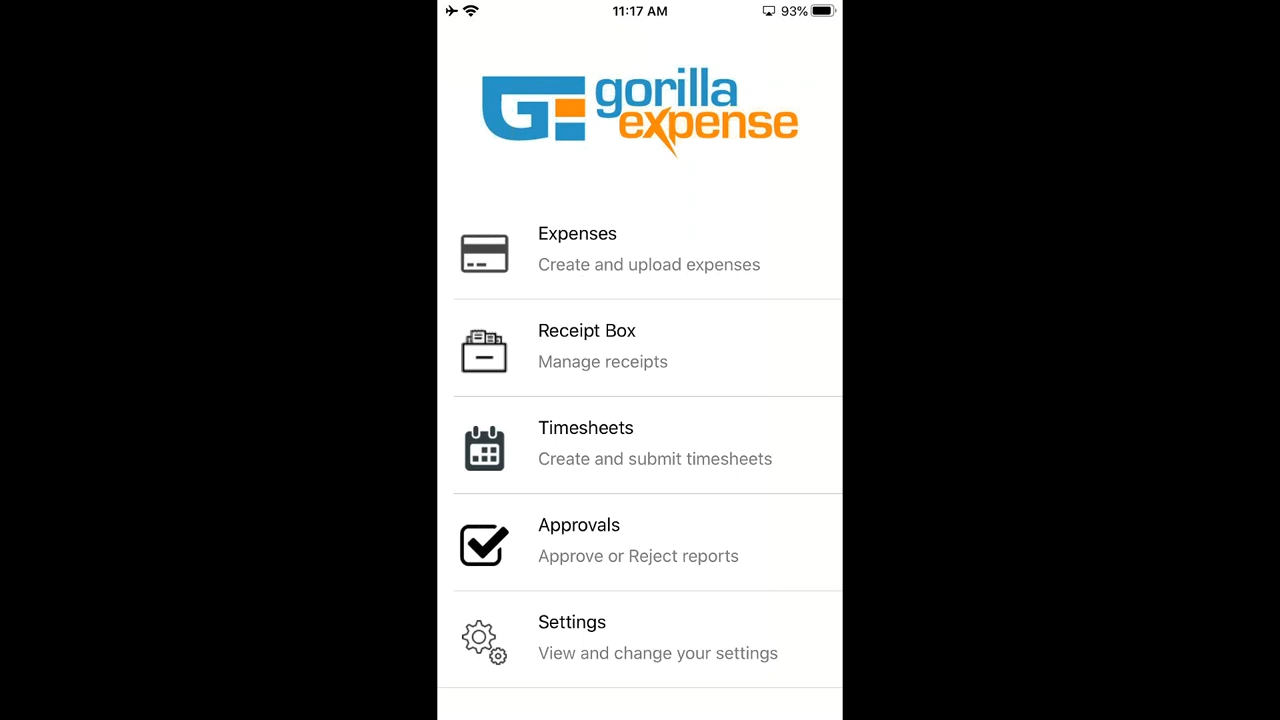 11:17 AM
93%
GE gorilla
expense
Expenses
Create and upload expenses
Receipt Box
Manage receipts
Timesheets
Create and submit timesheets
Approvals
Approve or Reject reports
Settings
View and change your settings